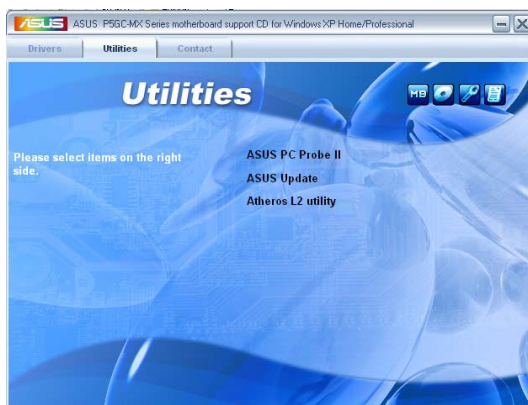 ASUS P5GC-MX Series motherboard support CD for Windows XP Home/Professional
Drivers Utilities Contact
Utilities
MB
Please select items on the right
side.
ASUS PC Probe II
ASUS Update
Atheros L2 utility